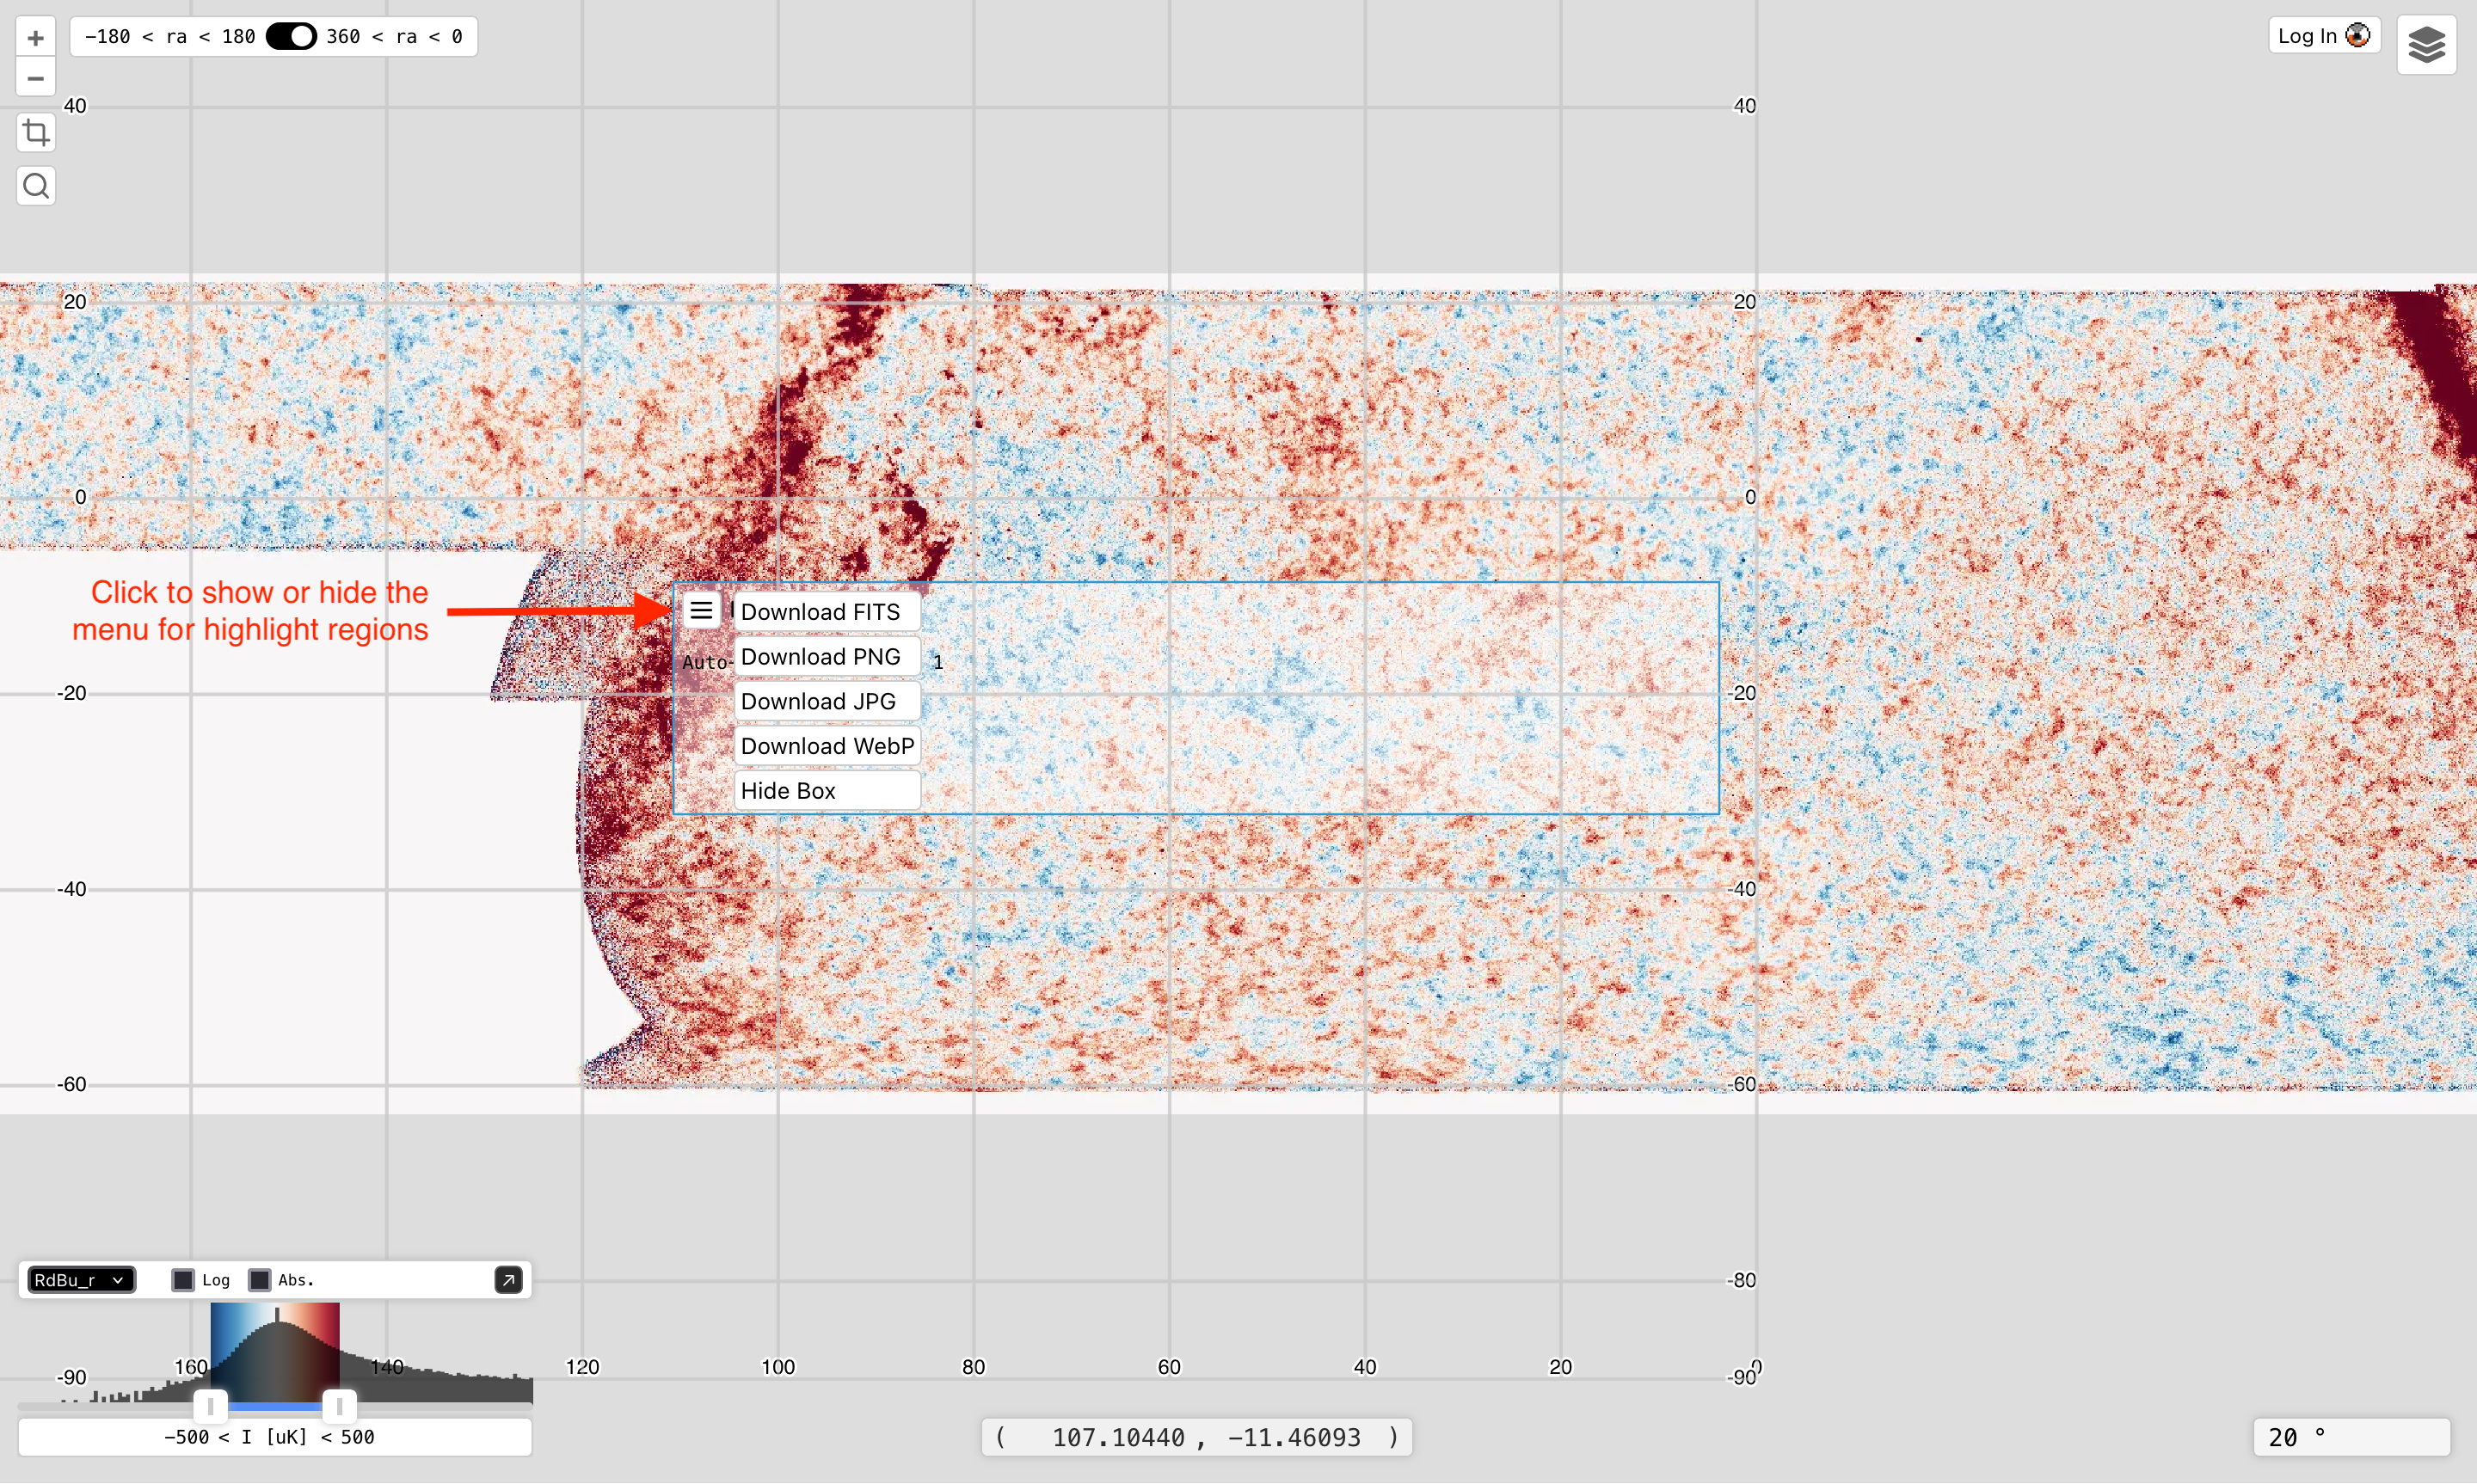 +
−180 < ra < 180 360 < ra < 0
Log In
−
40 40
20 20
0 0
Click to show or hide the
menu for highlight regions
Download FITS
Auto- Download PNG 1
-20 Download JPG -20
Download WebP
Hide Box
-40 -40
-60 -60
RdBu_r Log Abs.
-80
160 140 120 100 80 60 40 20 0
-90 -90
−500 < I [uK] < 500
( 107.10440 , −11.46093 )
20 °